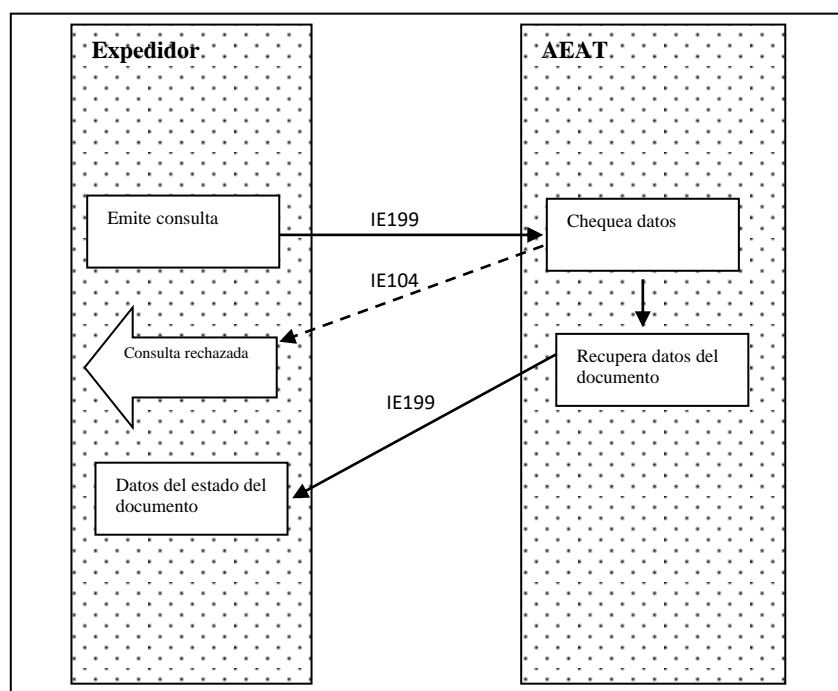 Expedidor
AEAT
Emite consulta
IE199
Chequea datos
IE104
Consulta rechazada
Recupera datos del
documento
IE199
Datos del estado del
documento